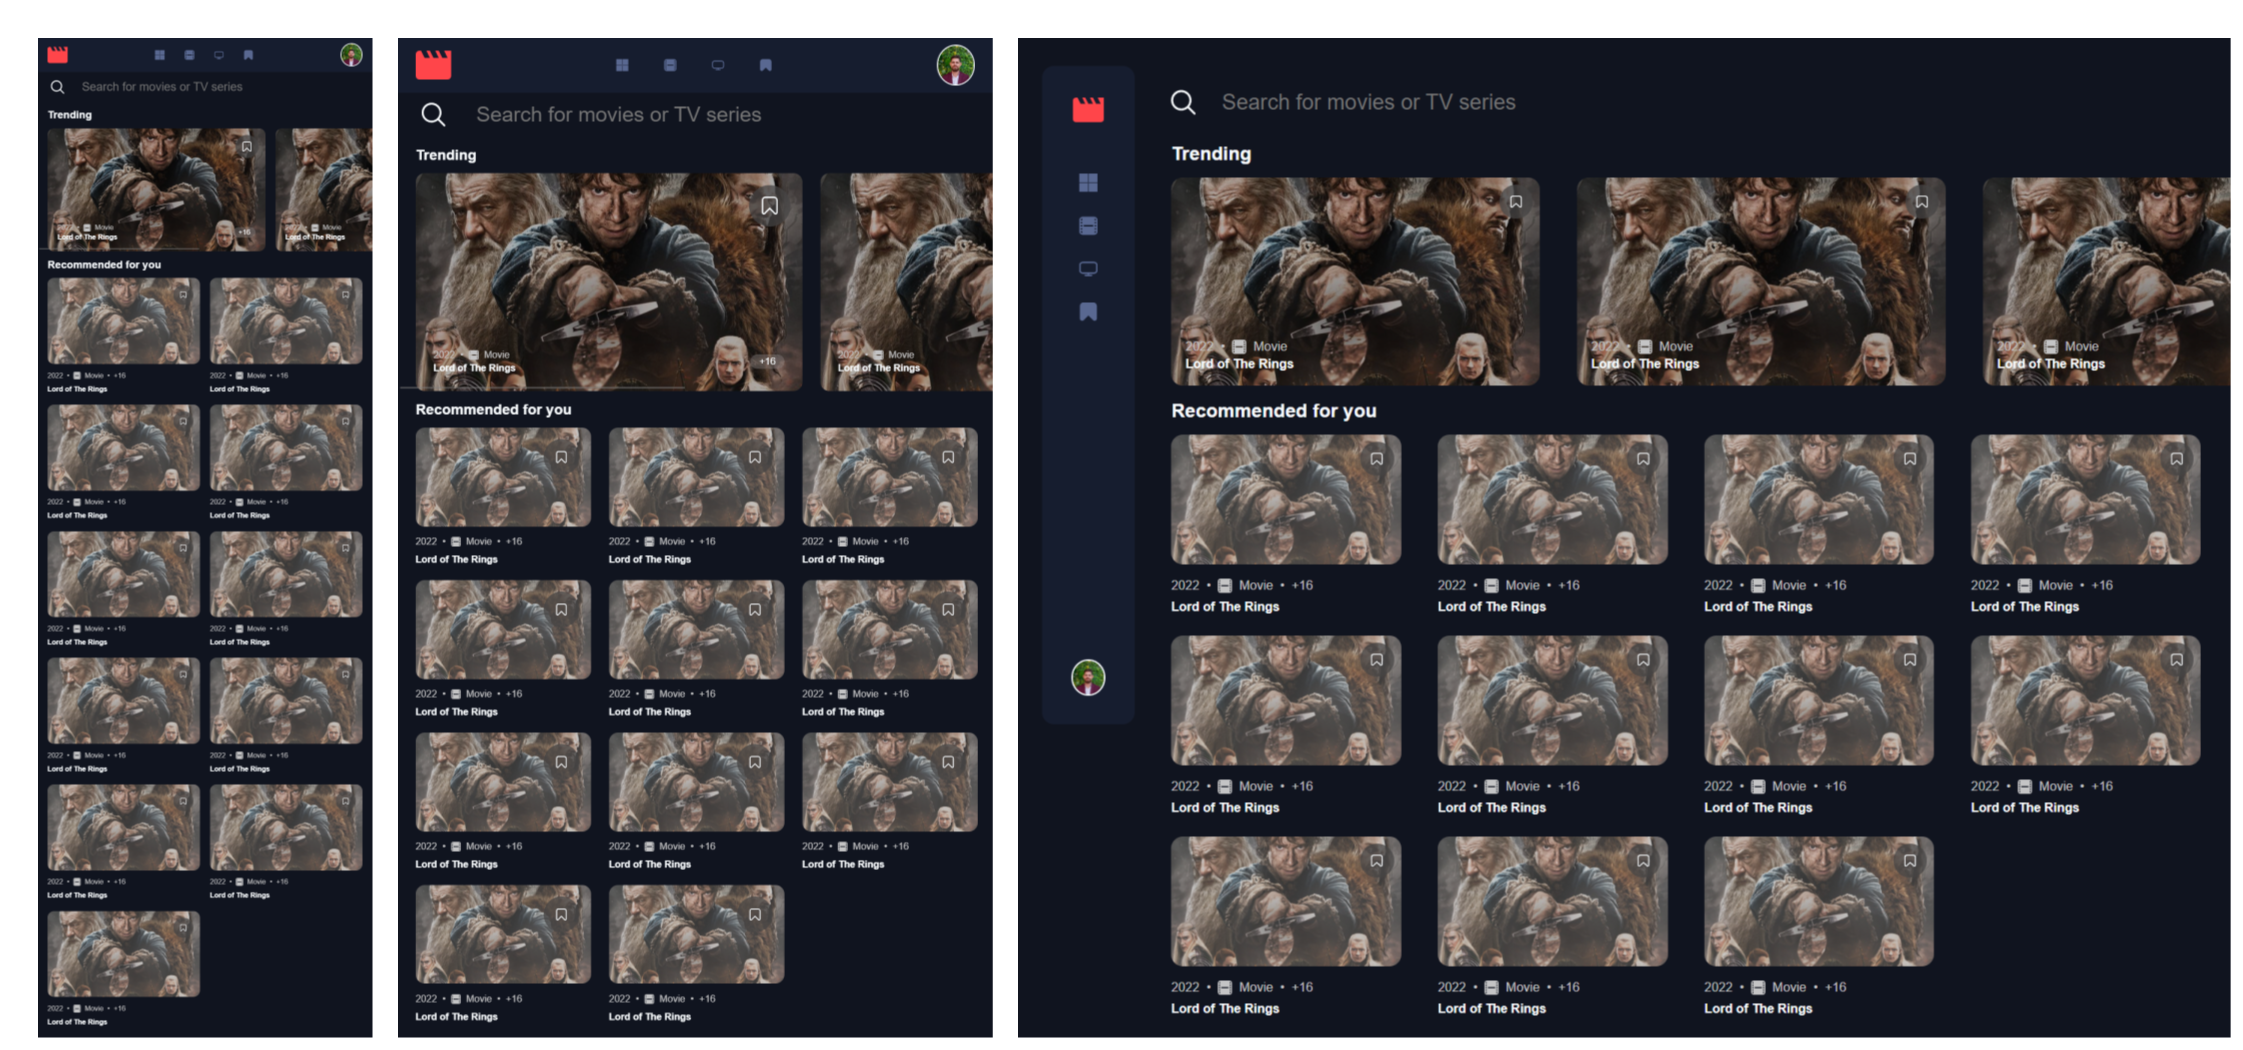 Search for movies or TV series
Trending
2022 • Movie
Lord of The Rings
+16
2022 • Movie
Lord of The Rings
Recommended for you
2022 • Movie • +16
2022 • Movie • +16
Lord of The Rings
Lord of The Rings
2022 • Movie • +16
2022 • Movie • +16
Lord of The Rings
Lord of The Rings
2022 • Movie • +16
2022 • Movie • +16
Lord of The Rings
Lord of The Rings
2022 • Movie • +16
2022 • Movie • +16
Lord of The Rings
Lord of The Rings
2022 • Movie • +16
2022 • Movie • +16
Lord of The Rings
Lord of The Rings
2022 • Movie • +16
Lord of The Rings
Search for movies or TV series
Trending
2022 • Movie
Lord of The Rings
+16
2022 • Movie
Lord of The Rings
Recommended for you
2022 • Movie • +16
2022 • Movie • +16
2022 • Movie • +16
Lord of The Rings
Lord of The Rings
Lord of The Rings
2022 • Movie • +16
2022 • Movie • +16
2022 • Movie • +16
Lord of The Rings
Lord of The Rings
Lord of The Rings
2022 • Movie • +16
2022 • Movie • +16
2022 • Movie • +16
Lord of The Rings
Lord of The Rings
Lord of The Rings
2022 • Movie • +16
2022 • Movie • +16
Lord of The Rings
Lord of The Rings
Search for movies or TV series
Trending
2022 • Movie
Lord of The Rings
2022 • Movie
Lord of The Rings
2022 • Movie
Lord of The Rings
Recommended for you
2022 • Movie • +16
2022 • Movie • +16
2022 • Movie • +16
2022 • Movie • +16
Lord of The Rings
Lord of The Rings
Lord of The Rings
Lord of The Rings
2022 • Movie • +16
2022 • Movie • +16
2022 • Movie • +16
2022 • Movie • +16
Lord of The Rings
Lord of The Rings
Lord of The Rings
Lord of The Rings
2022 • Movie • +16
2022 • Movie • +16
2022 • Movie • +16
Lord of The Rings
Lord of The Rings
Lord of The Rings